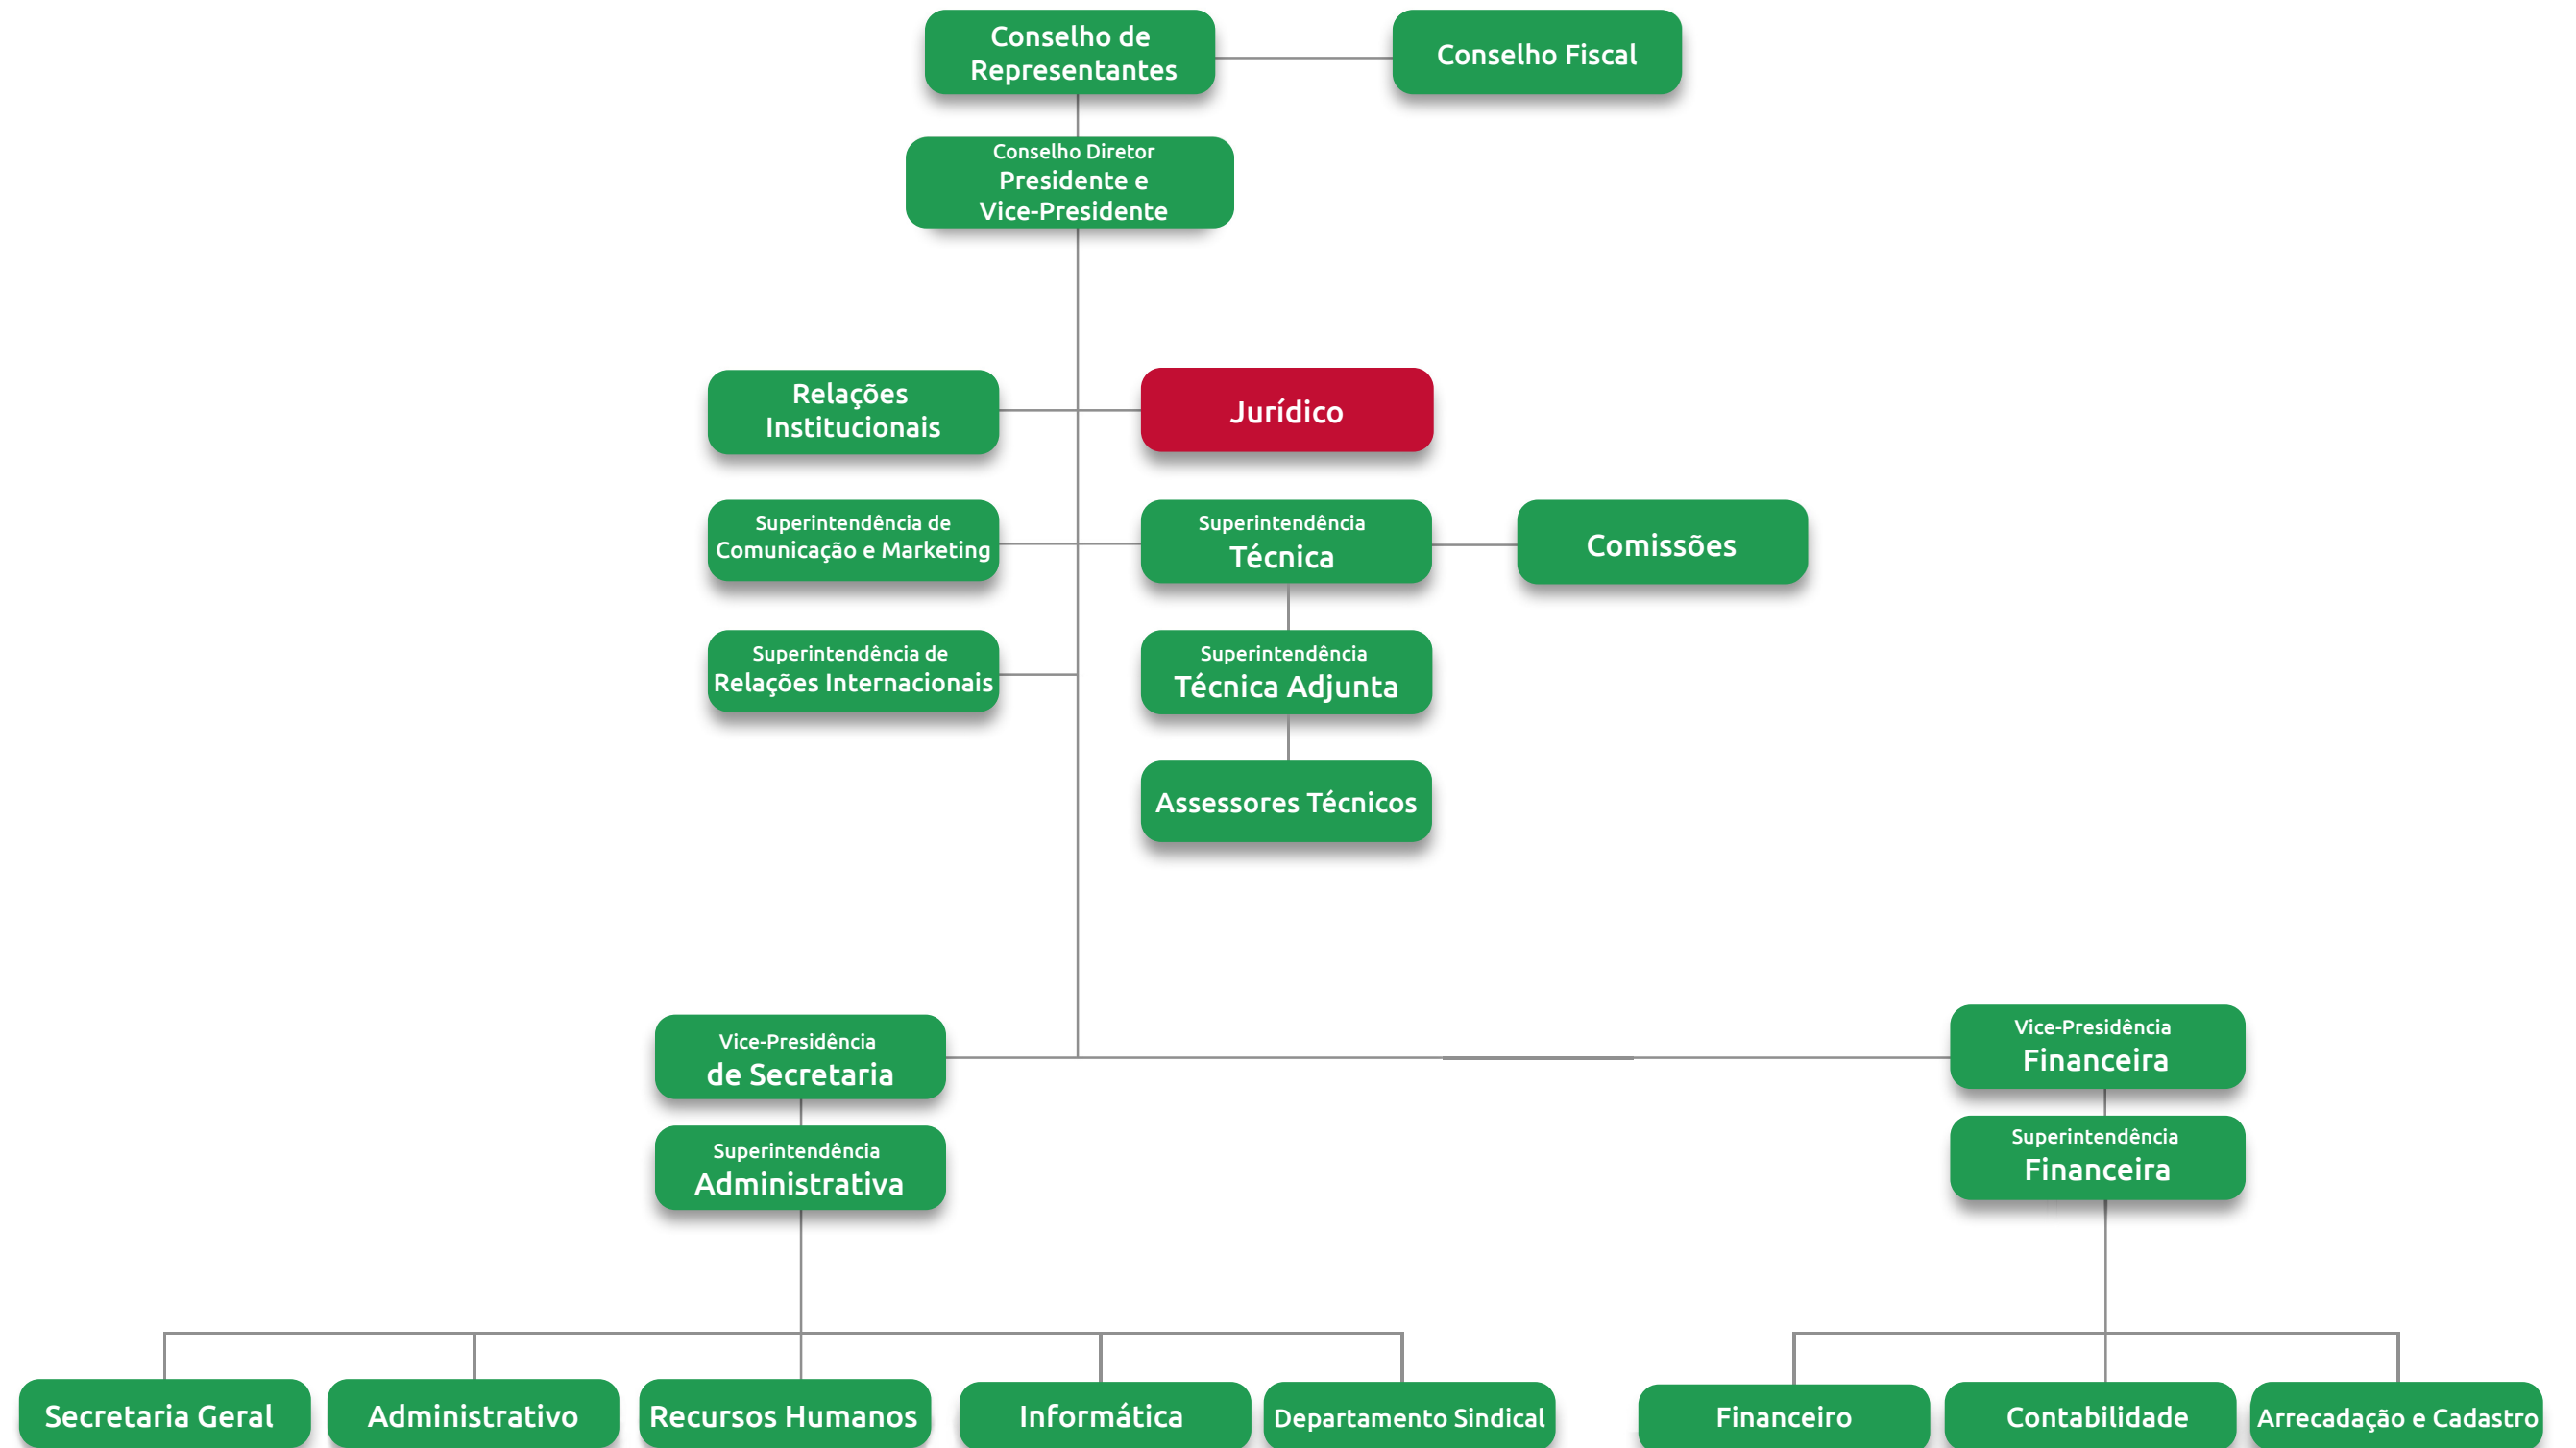 Conselho de
Representantes
Conselho Fiscal
Conselho Diretor
Presidente e
Vice-Presidente
Relações
Institucionais
Jurídico
Superintendência de
Comunicação e Marketing
Superintendência
Técnica
Comissões
Superintendência de
Relações Internacionais
Superintendência
Técnica Adjunta
Assessores Técnicos
Vice-Presidência
de Secretaria
Vice-Presidência
Financeira
Superintendência
Administrativa
Superintendência
Financeira
Secretaria Geral
Administrativo
Recursos Humanos
Informática
Departamento Sindical
Financeiro
Contabilidade
Arrecadação e Cadastro